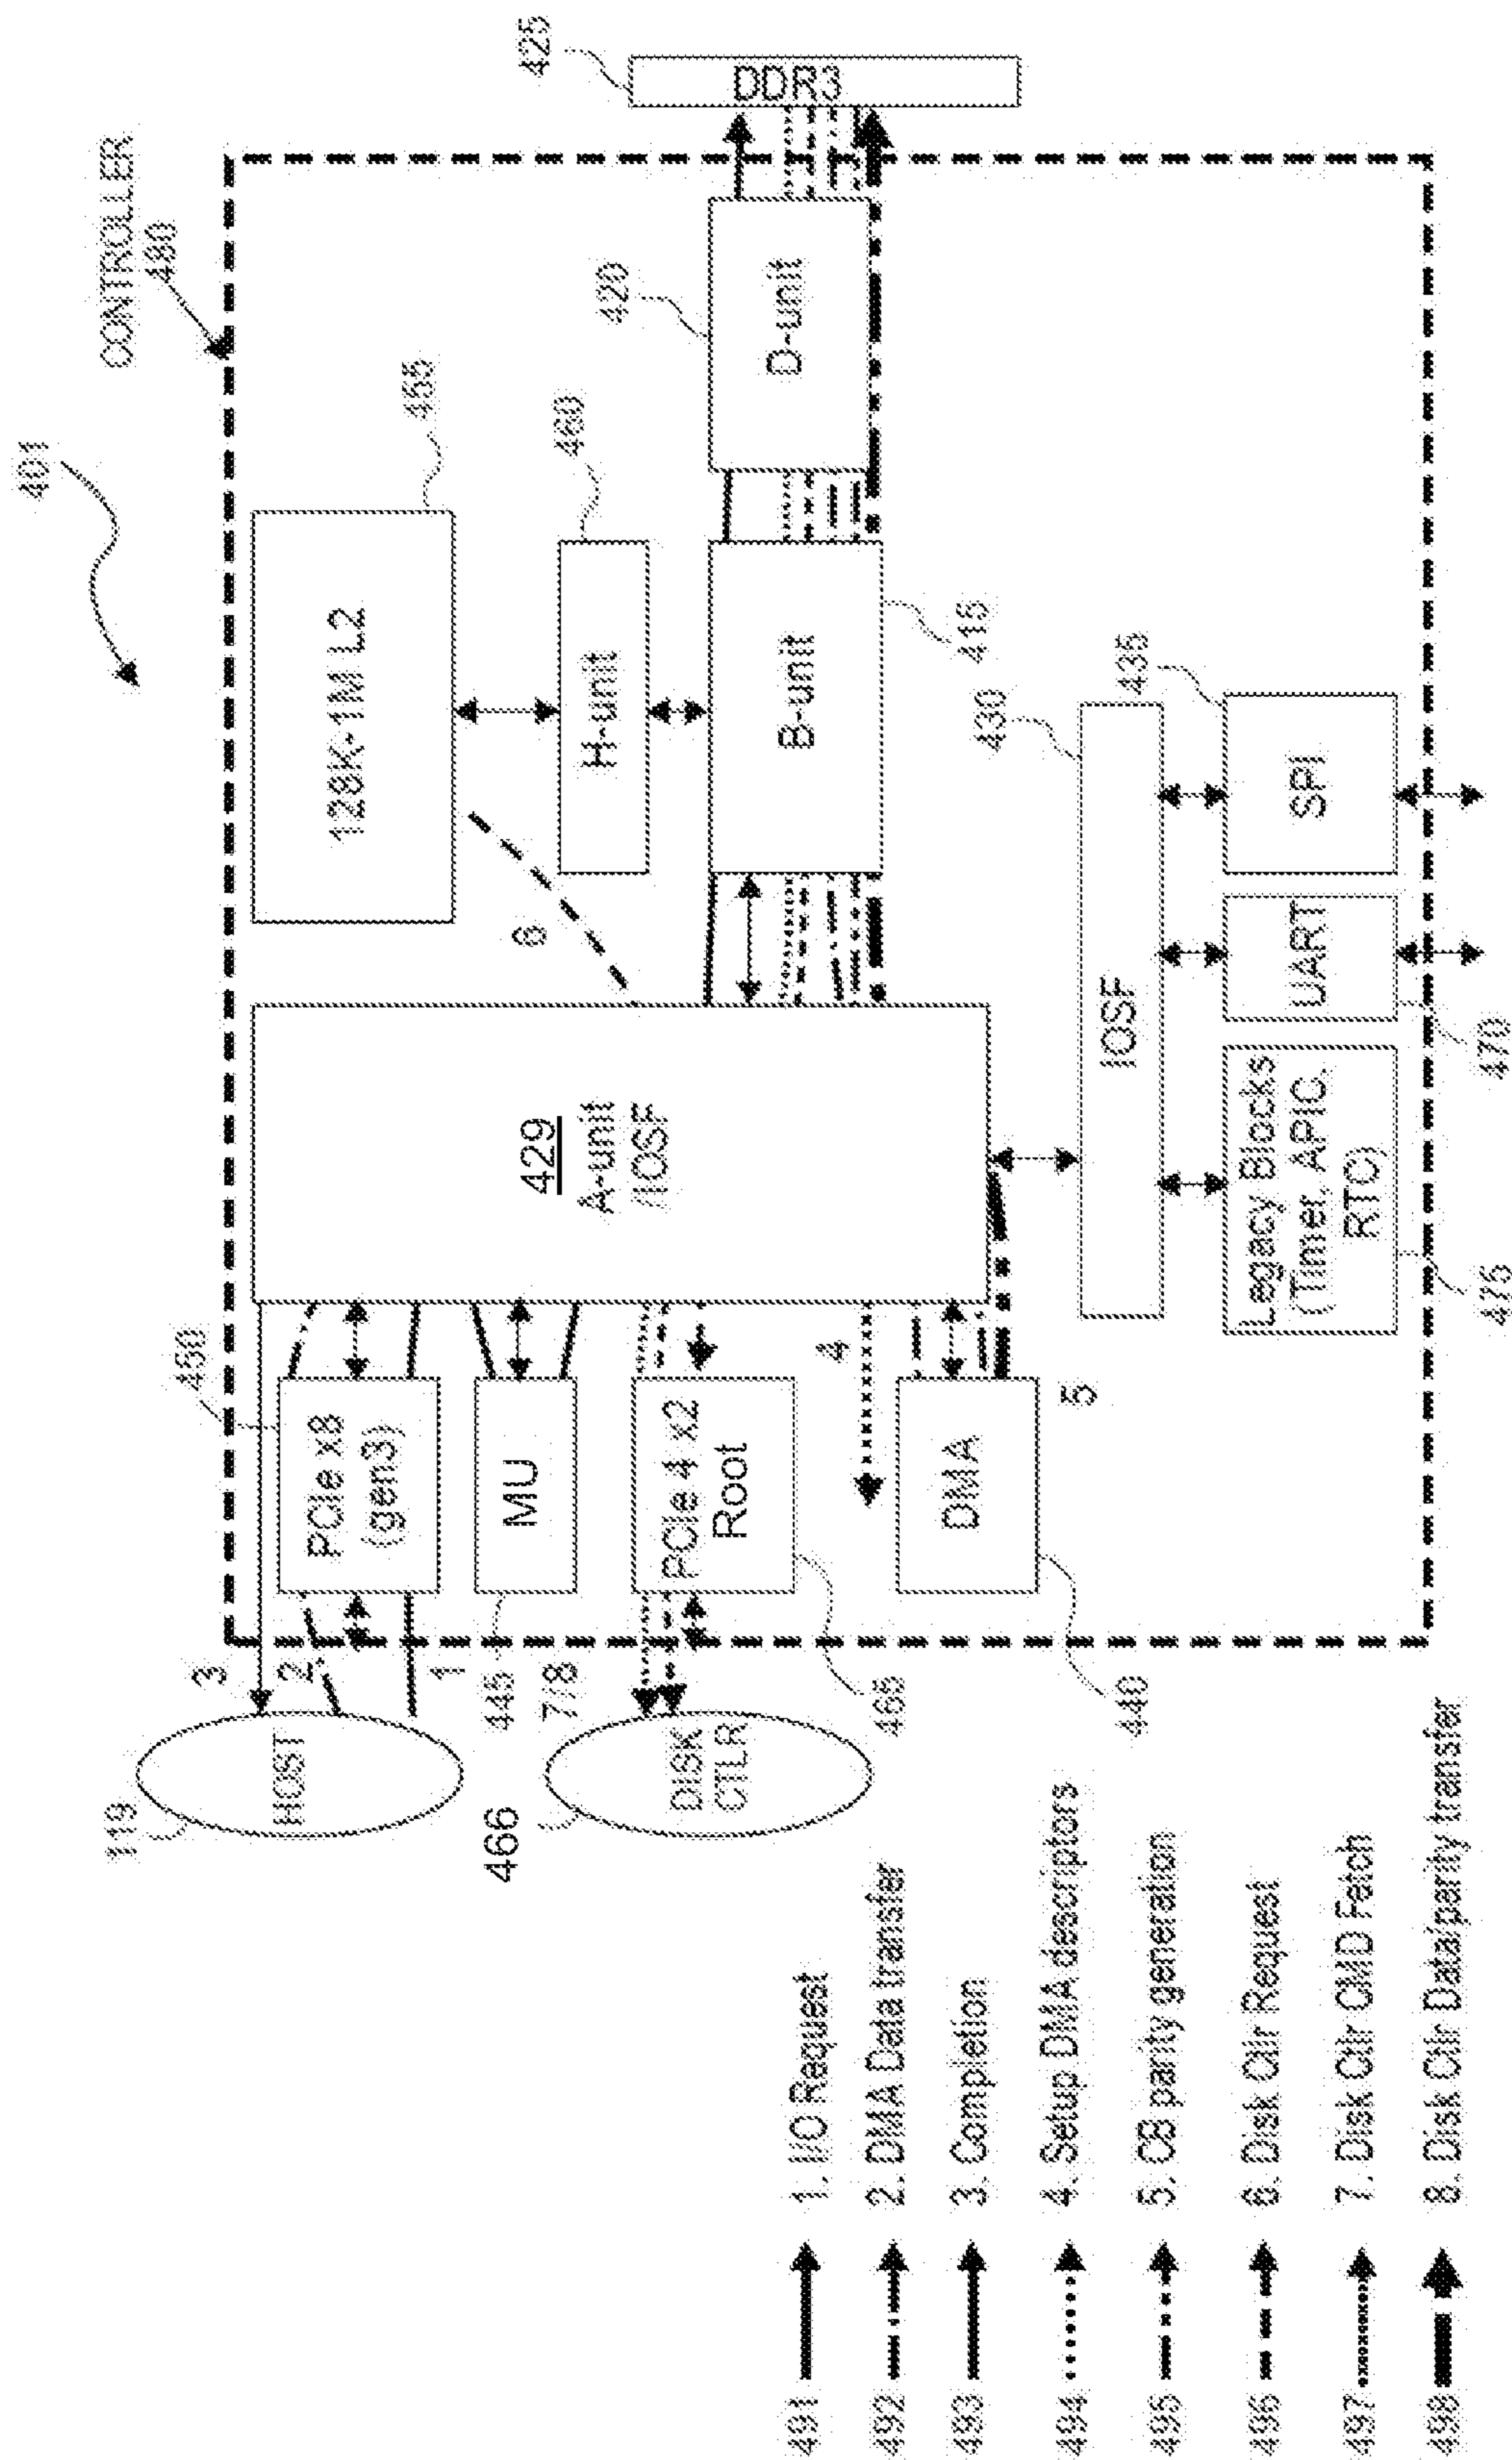 401
CONTROLLER
480
119
HOST
3
2
1
450
PCIe x8
(gen3)
445
MU
7/8
466
DISK
CTLR
PCIe 4 x2
Root
465
4
DMA
440
5
429
A-unit
/IOSF
6
128K-1M L2
455
H-unit
460
B-unit
415
D-unit
420
DDR3
425
IOSF
430
Legacy Blocks
(Timer, APIC,
RTC)
475
UART
470
SPI
435
491 1. I/O Request
492 2. DMA Data transfer
493 3. Completion
494 4. Setup DMA descriptors
495 5. CB parity generation
496 6. Disk Ctlr Request
497 7. Disk Ctlr CMD Fetch
498 8. Disk Ctlr Data/parity transfer